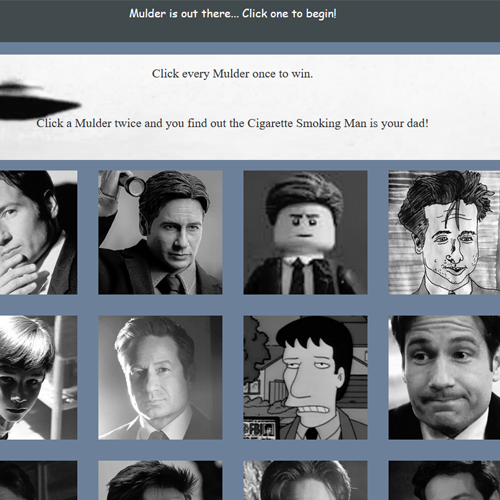 Mulder is out there... Click one to begin!
Click every Mulder once to win.
Click a Mulder twice and you find out the Cigarette Smoking Man is your dad!
FBI